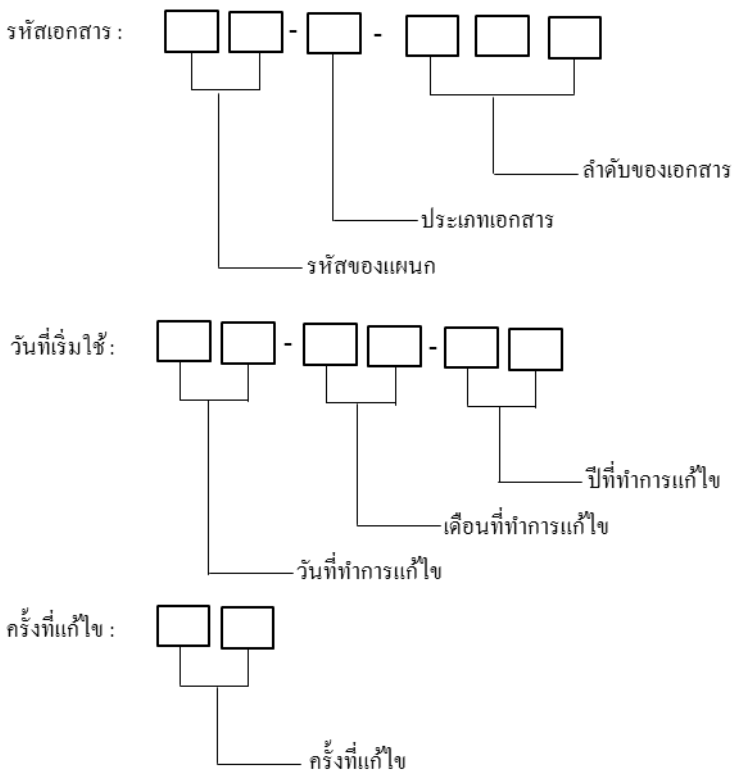 รหัสเอกสาร : - -
ลำดับของเอกสาร
ประเภทเอกสาร
รหัสของแผนก
วันที่เริ่มใช้ : - -
ปีที่ทำการแก้ไข
เดือนที่ทำการแก้ไข
วันที่ทำการแก้ไข
ครั้งที่แก้ไข :
ครั้งที่แก้ไข